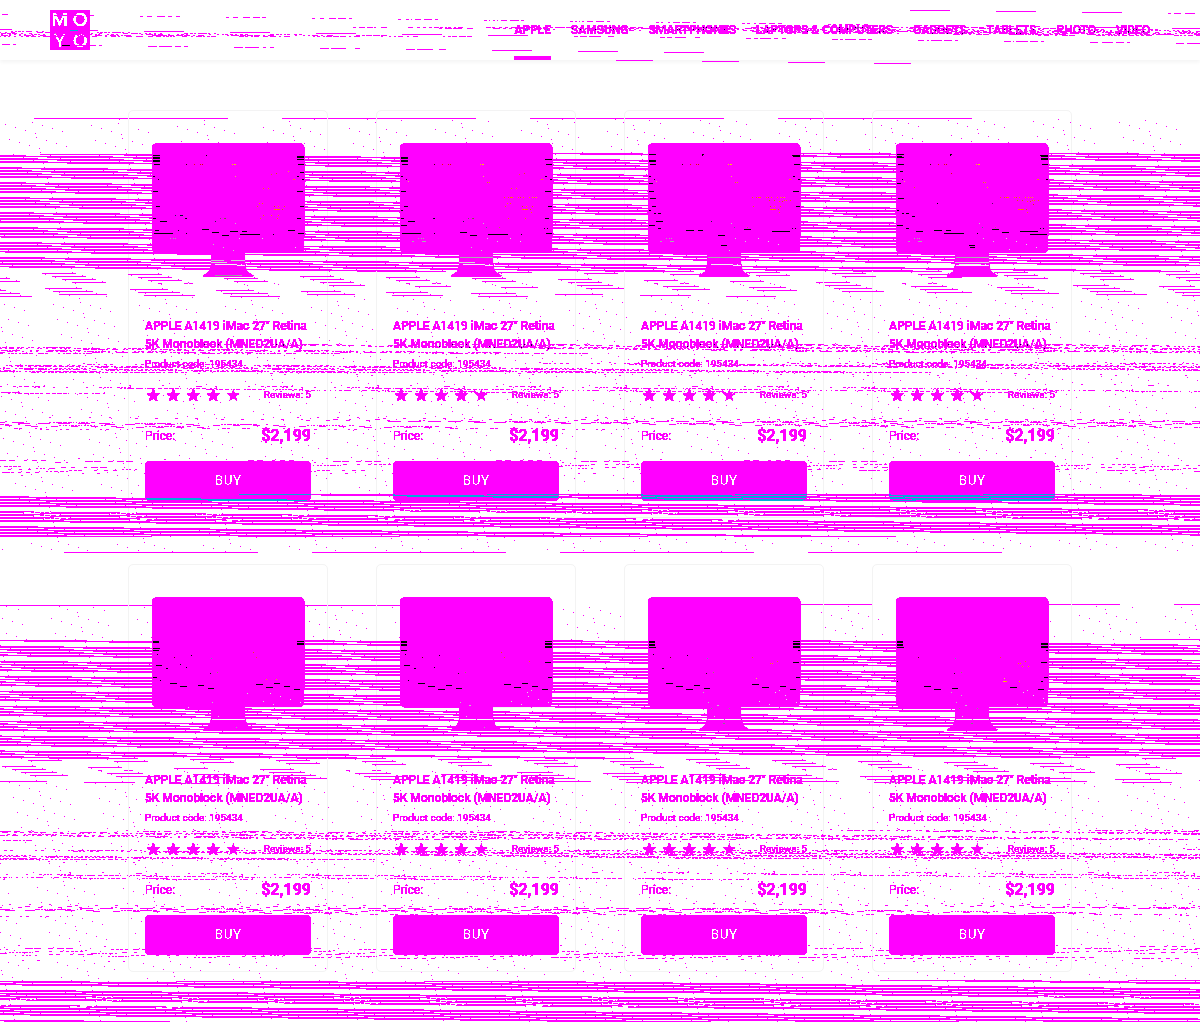 MO
YO
APPLE SAMSUNG SMARTPHONES LAPTOPS & COMPUTERS GADGETS TABLETS PHOTO VIDEO
APPLE A1419 iMac 27" Retina APPLE A1419 iMac 27" Retina APPLE A1419 iMac 27" Retina APPLE A1419 iMac 27" Retina
5K Monoblock (MNED2UA/A) 5K Monoblock (MNED2UA/A) 5K Monoblock (MNED2UA/A) 5K Monoblock (MNED2UA/A)
Product code: 195434 Product code: 195434 Product code: 195434 Product code: 195434
Reviews: 5 Reviews: 5 Reviews: 5 Reviews: 5
Price: $2,199 Price: $2,199 Price: $2,199 Price: $2,199
BUY BUY BUY BUY
APPLE A1419 iMac 27" Retina APPLE A1419 iMac 27" Retina APPLE A1419 iMac 27" Retina APPLE A1419 iMac 27" Retina
5K Monoblock (MNED2UA/A) 5K Monoblock (MNED2UA/A) 5K Monoblock (MNED2UA/A) 5K Monoblock (MNED2UA/A)
Product code: 195434 Product code: 195434 Product code: 195434 Product code: 195434
Reviews: 5 Reviews: 5 Reviews: 5 Reviews: 5
Price: $2,199 Price: $2,199 Price: $2,199 Price: $2,199
BUY BUY BUY BUY